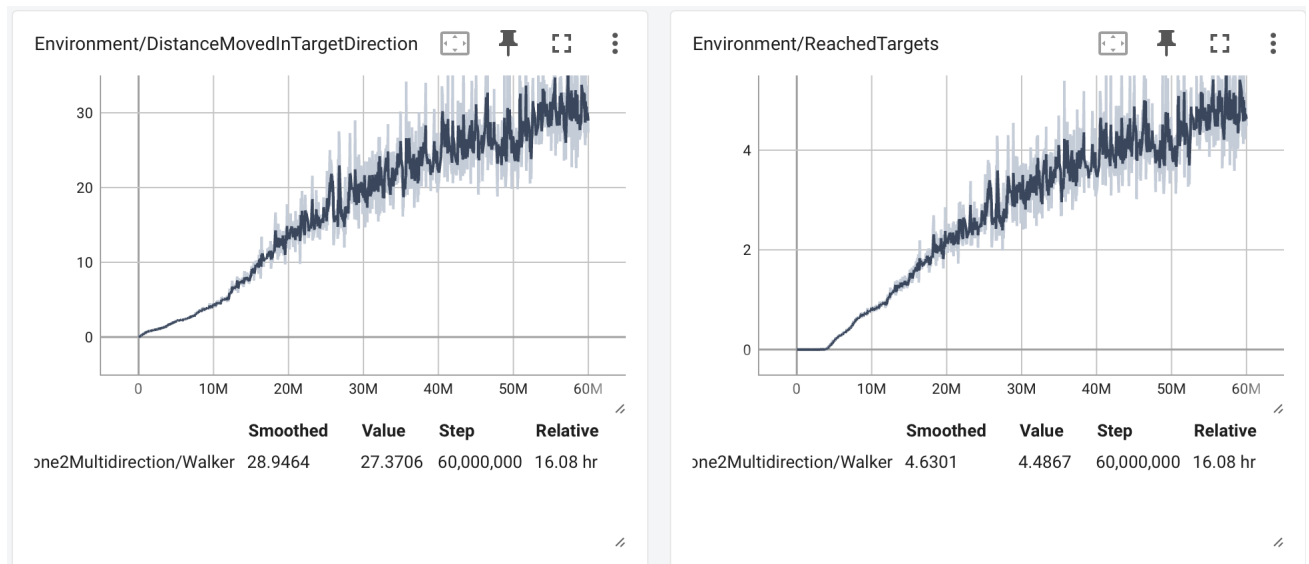 Environment/DistanceMovedInTargetDirection
30
20
10
0
0 10M 20M 30M 40M 50M 60M
Smoothed Value Step Relative
one2Multidirection/Walker 28.9464 27.3706 60,000,000 16.08 hr
Environment/ReachedTargets
4
2
0
0 10M 20M 30M 40M 50M 60M
Smoothed Value Step Relative
one2Multidirection/Walker 4.6301 4.4867 60,000,000 16.08 hr